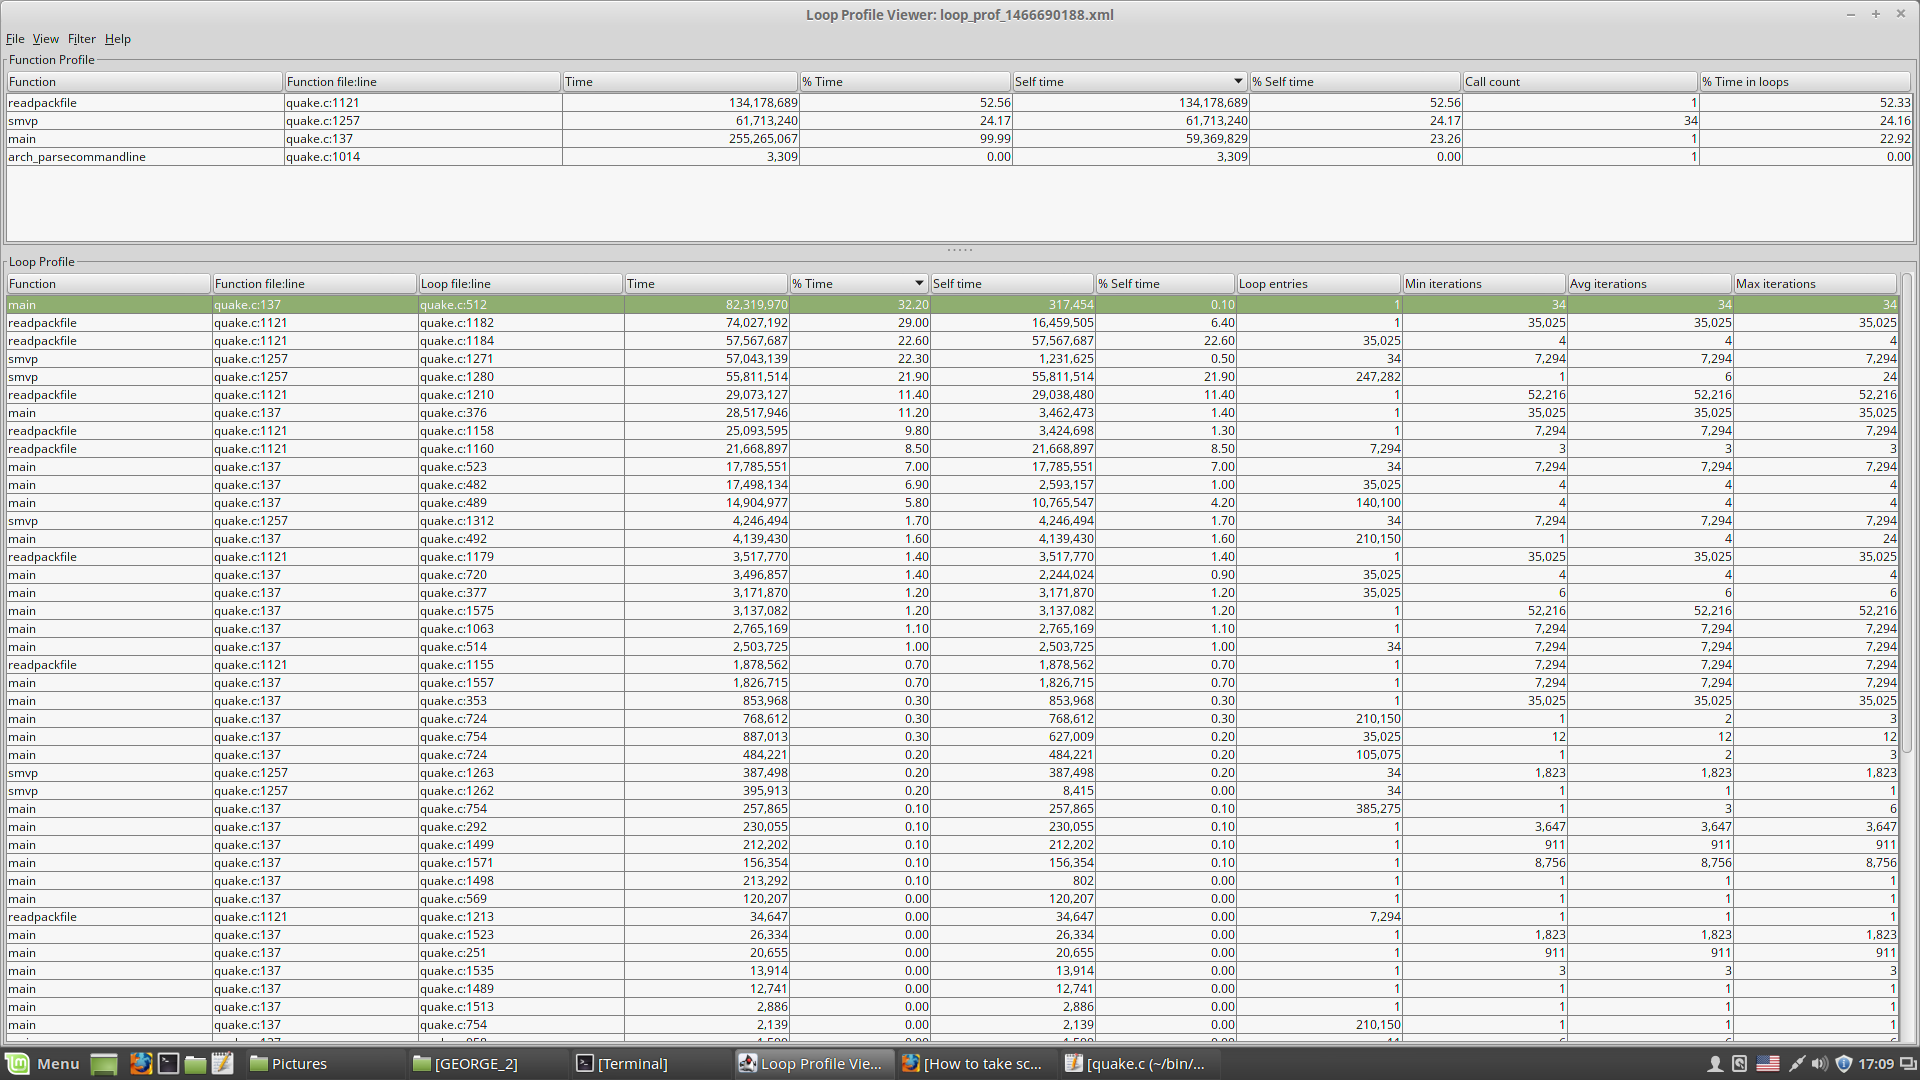 Loop Profile Viewer: loop_prof_1466690188.xml
File View Filter Help
Function Profile
Function Function file:line Time % Time Self time % Self time Call count % Time in loops
readpackfile quake.c:1121 134,178,689 52.56 134,178,689 52.56 1 52.33
smvp quake.c:1257 61,713,240 24.17 61,713,240 24.17 34 24.16
main quake.c:137 255,265,067 99.99 59,369,829 23.26 1 22.92
arch_parsecommandline quake.c:1014 3,309 0.00 3,309 0.00 1 0.00
Loop Profile
Function Function file:line Loop file:line Time % Time Self time % Self time Loop entries Min iterations Avg iterations Max iterations
main quake.c:137 quake.c:512 82,319,970 32.20 317,454 0.10 1 34 34 34
readpackfile quake.c:1121 quake.c:1182 74,027,192 29.00 16,459,505 6.40 1 35,025 35,025 35,025
readpackfile quake.c:1121 quake.c:1184 57,567,687 22.60 57,567,687 22.60 35,025 4 4 4
smvp quake.c:1257 quake.c:1271 57,043,139 22.30 1,231,625 0.50 34 7,294 7,294 7,294
smvp quake.c:1257 quake.c:1280 55,811,514 21.90 55,811,514 21.90 247,282 1 6 24
readpackfile quake.c:1121 quake.c:1210 29,073,127 11.40 29,038,480 11.40 1 52,216 52,216 52,216
main quake.c:137 quake.c:376 28,517,946 11.20 3,462,473 1.40 1 35,025 35,025 35,025
readpackfile quake.c:1121 quake.c:1158 25,093,595 9.80 3,424,698 1.30 1 7,294 7,294 7,294
readpackfile quake.c:1121 quake.c:1160 21,668,897 8.50 21,668,897 8.50 7,294 3 3 3
main quake.c:137 quake.c:523 17,785,551 7.00 17,785,551 7.00 34 7,294 7,294 7,294
main quake.c:137 quake.c:482 17,498,134 6.90 2,593,157 1.00 35,025 4 4 4
main quake.c:137 quake.c:489 14,904,977 5.80 10,765,547 4.20 140,100 4 4 4
smvp quake.c:1257 quake.c:1312 4,246,494 1.70 4,246,494 1.70 34 7,294 7,294 7,294
main quake.c:137 quake.c:492 4,139,430 1.60 4,139,430 1.60 210,150 1 4 24
readpackfile quake.c:1121 quake.c:1179 3,517,770 1.40 3,517,770 1.40 1 35,025 35,025 35,025
main quake.c:137 quake.c:720 3,496,857 1.40 2,244,024 0.90 35,025 4 4 4
main quake.c:137 quake.c:377 3,171,870 1.20 3,171,870 1.20 35,025 6 6 6
main quake.c:137 quake.c:1575 3,137,082 1.20 3,137,082 1.20 1 52,216 52,216 52,216
main quake.c:137 quake.c:1063 2,765,169 1.10 2,765,169 1.10 1 7,294 7,294 7,294
main quake.c:137 quake.c:514 2,503,725 1.00 2,503,725 1.00 34 7,294 7,294 7,294
readpackfile quake.c:1121 quake.c:1155 1,878,562 0.70 1,878,562 0.70 1 7,294 7,294 7,294
main quake.c:137 quake.c:1557 1,826,715 0.70 1,826,715 0.70 1 7,294 7,294 7,294
main quake.c:137 quake.c:353 853,968 0.30 853,968 0.30 1 35,025 35,025 35,025
main quake.c:137 quake.c:724 768,612 0.30 768,612 0.30 210,150 1 2 3
main quake.c:137 quake.c:754 887,013 0.30 627,009 0.20 35,025 12 12 12
main quake.c:137 quake.c:724 484,221 0.20 484,221 0.20 105,075 1 2 3
smvp quake.c:1257 quake.c:1263 387,498 0.20 387,498 0.20 34 1,823 1,823 1,823
smvp quake.c:1257 quake.c:1262 395,913 0.20 8,415 0.00 34 1 1 1
main quake.c:137 quake.c:754 257,865 0.10 257,865 0.10 385,275 1 3 6
main quake.c:137 quake.c:292 230,055 0.10 230,055 0.10 1 3,647 3,647 3,647
main quake.c:137 quake.c:1499 212,202 0.10 212,202 0.10 1 911 911 911
main quake.c:137 quake.c:1571 156,354 0.10 156,354 0.10 1 8,756 8,756 8,756
main quake.c:137 quake.c:1498 213,292 0.10 802 0.00 1 1 1 1
main quake.c:137 quake.c:569 120,207 0.00 120,207 0.00 1 1 1 1
readpackfile quake.c:1121 quake.c:1213 34,647 0.00 34,647 0.00 7,294 1 1 1
main quake.c:137 quake.c:1523 26,334 0.00 26,334 0.00 1 1,823 1,823 1,823
main quake.c:137 quake.c:251 20,655 0.00 20,655 0.00 1 911 911 911
main quake.c:137 quake.c:1535 13,914 0.00 13,914 0.00 1 3 3 3
main quake.c:137 quake.c:1489 12,741 0.00 12,741 0.00 1 1 1 1
main quake.c:137 quake.c:1513 2,886 0.00 2,886 0.00 1 1 1 1
main quake.c:137 quake.c:754 2,139 0.00 2,139 0.00 210,150 1 1 1
Menu Pictures [GEORGE_2] [Terminal] Loop Profile Vie... [How to take sc... [quake.c (~/bin/... 17:09